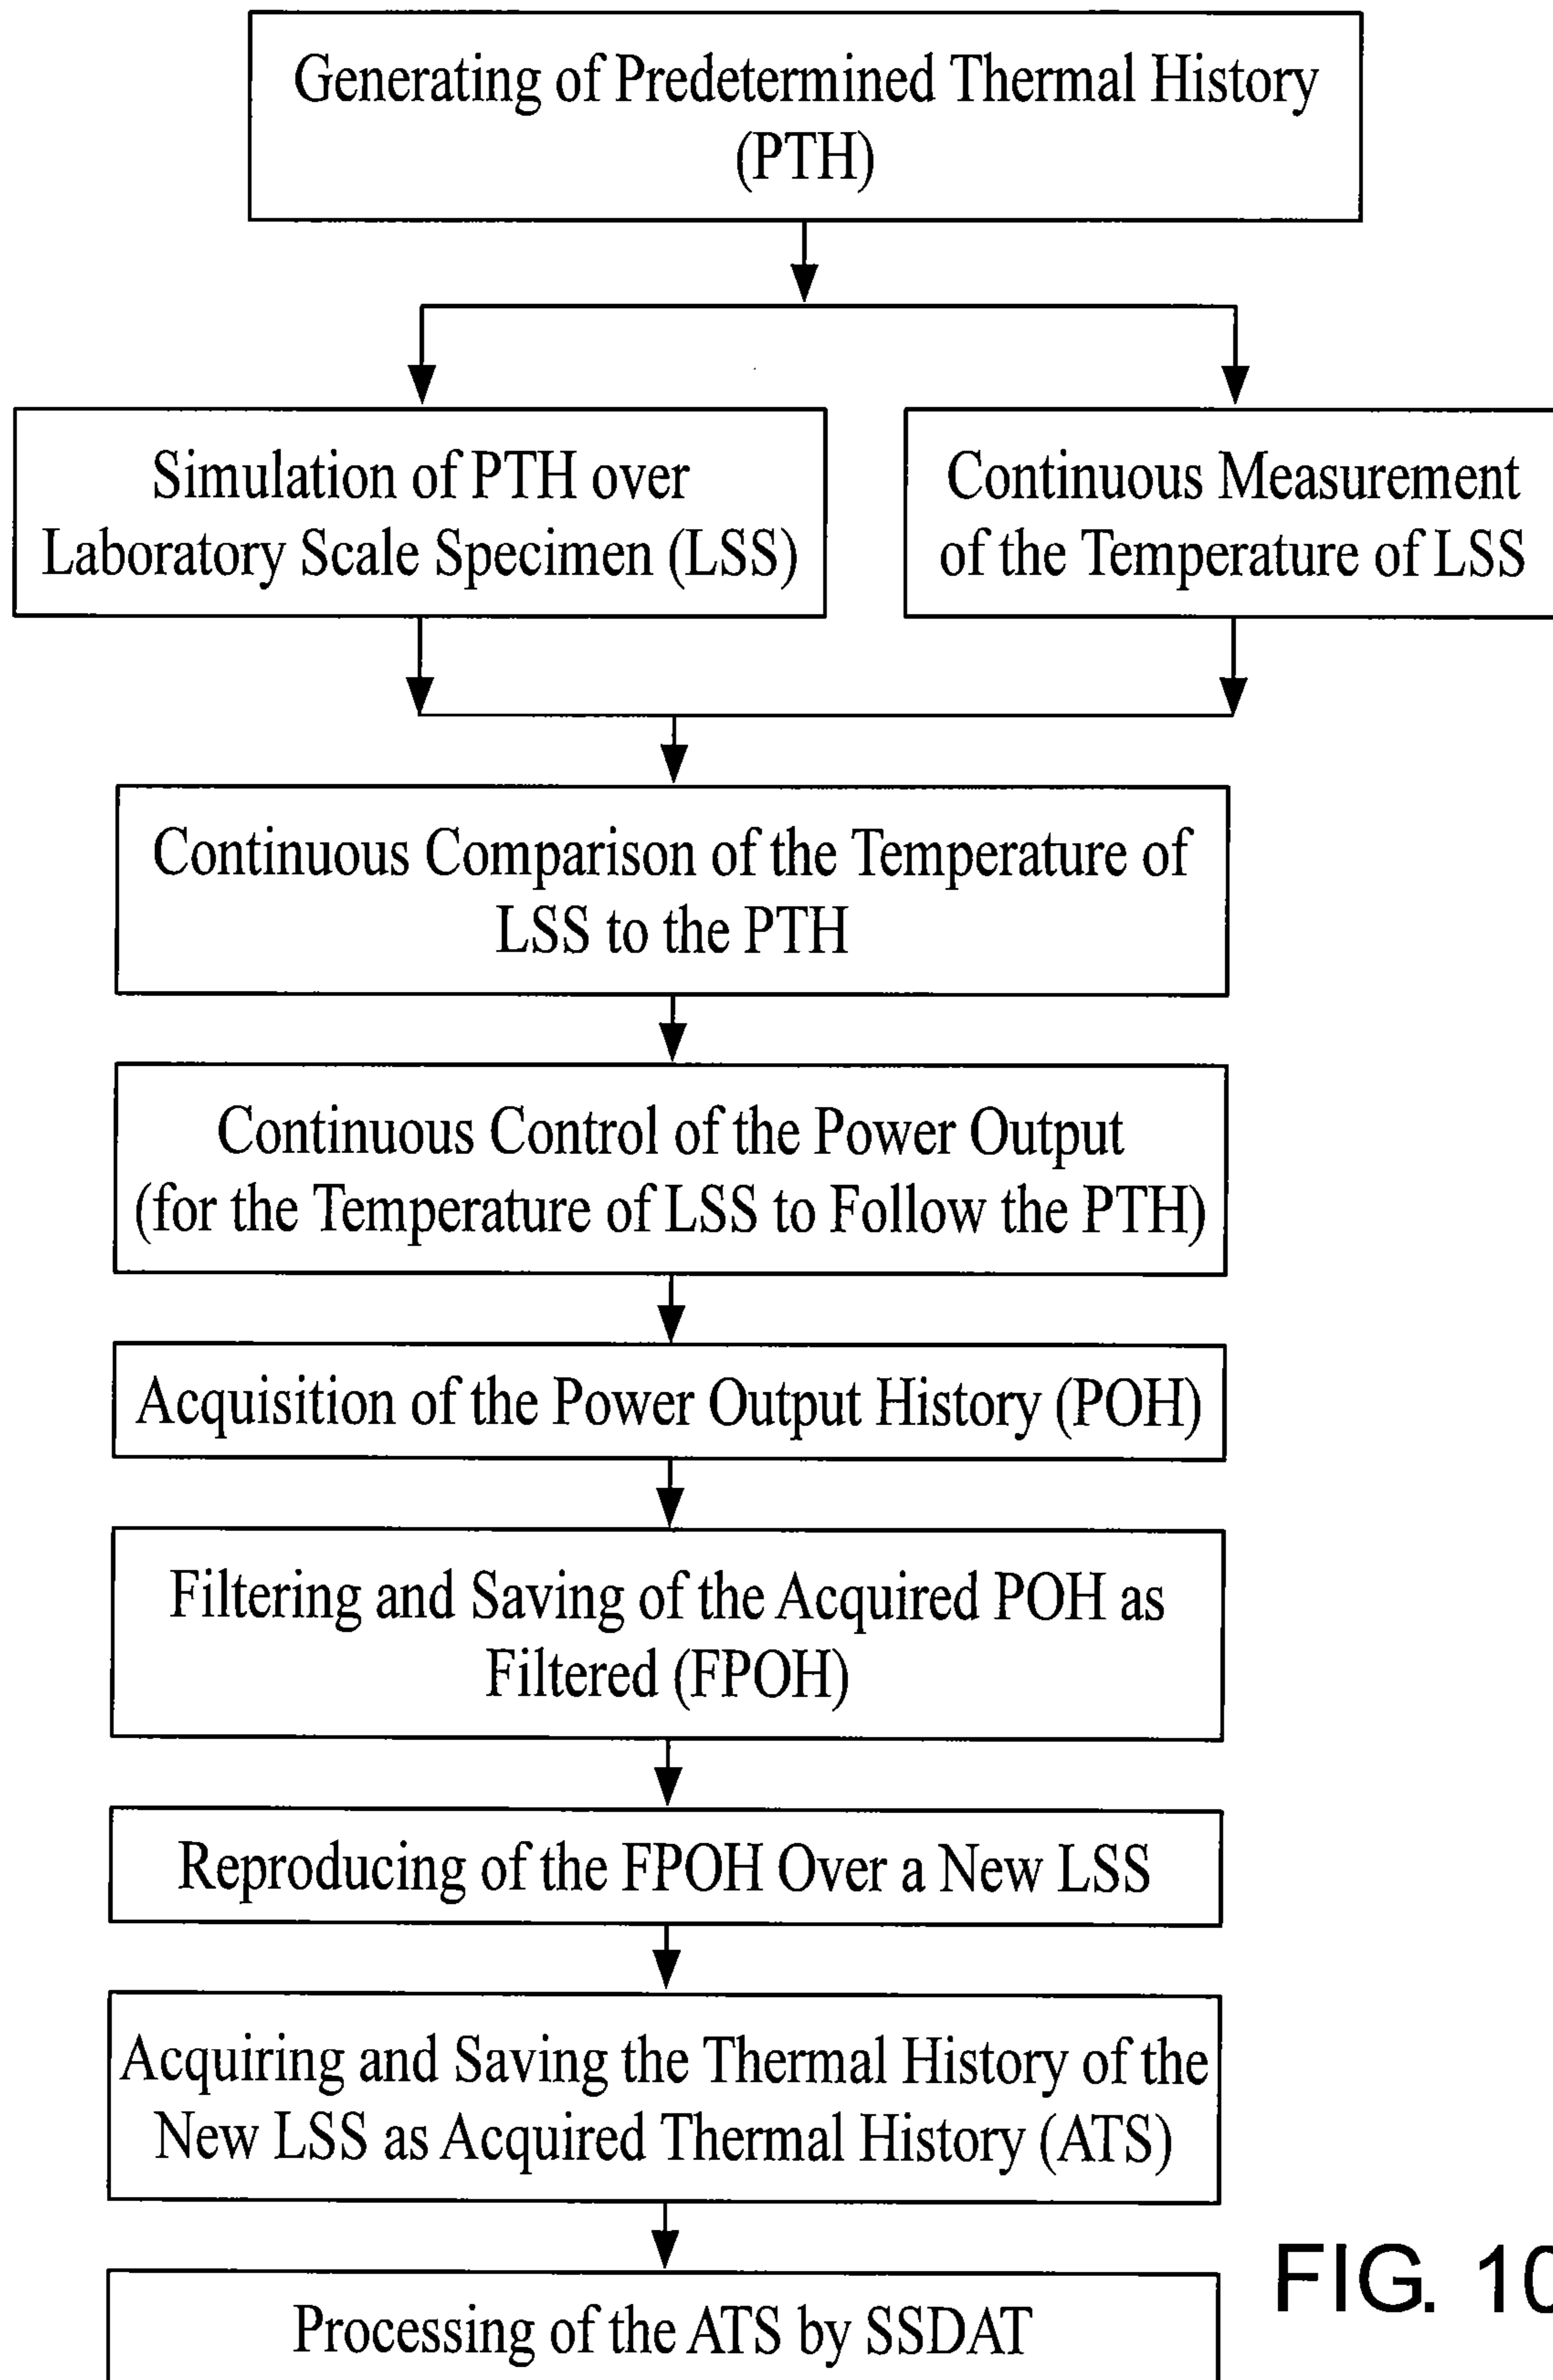 Generating of Predetermined Thermal History
(PTH)
Simulation of PTH over
Laboratory Scale Specimen (LSS)
Continuous Measurement
of the Temperature of LSS
Continuous Comparison of the Temperature of
LSS to the PTH
Continuous Control of the Power Output
(for the Temperature of LSS to Follow the PTH)
Acquisition of the Power Output History (POH)
Filtering and Saving of the Acquired POH as
Filtered (FPOH)
Reproducing of the FPOH Over a New LSS
Acquiring and Saving the Thermal History of the
New LSS as Acquired Thermal History (ATS)
Processing of the ATS by SSDAT
FIG. 10